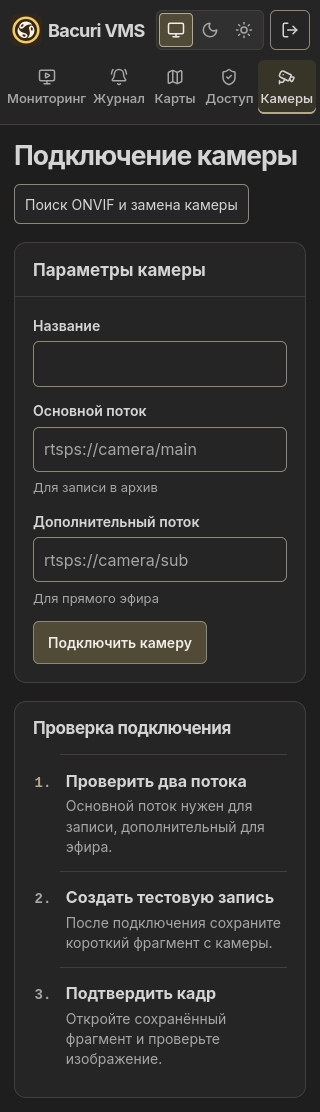 Bacuri VMS
Мониторинг Журнал Карты Доступ Камеры
Подключение камеры
Поиск ONVIF и замена камеры
Параметры камеры
Название
Основной поток
rtsps://camera/main
Для записи в архив
Дополнительный поток
rtsps://camera/sub
Для прямого эфира
Подключить камеру
Проверка подключения
1. Проверить два потока
Основной поток нужен для
записи, дополнительный для
эфира.
2. Создать тестовую запись
После подключения сохраните
короткий фрагмент с камеры.
3. Подтвердить кадр
Откройте сохранённый
фрагмент и проверьте
изображение.